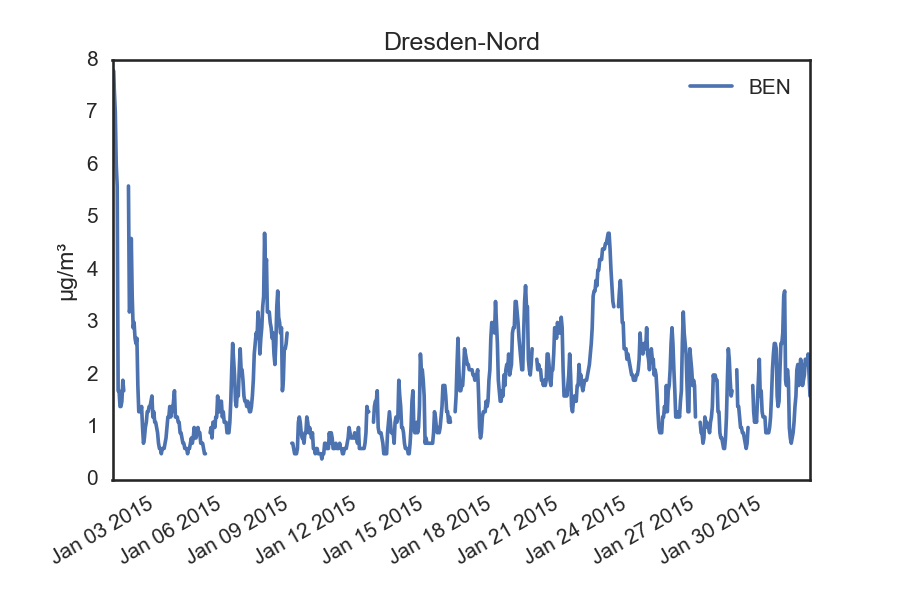 Dresden-Nord
BEN
µg/m³
8
7
6
5
4
3
2
1
0
Jan 03 2015
Jan 06 2015
Jan 09 2015
Jan 12 2015
Jan 15 2015
Jan 18 2015
Jan 21 2015
Jan 24 2015
Jan 27 2015
Jan 30 2015